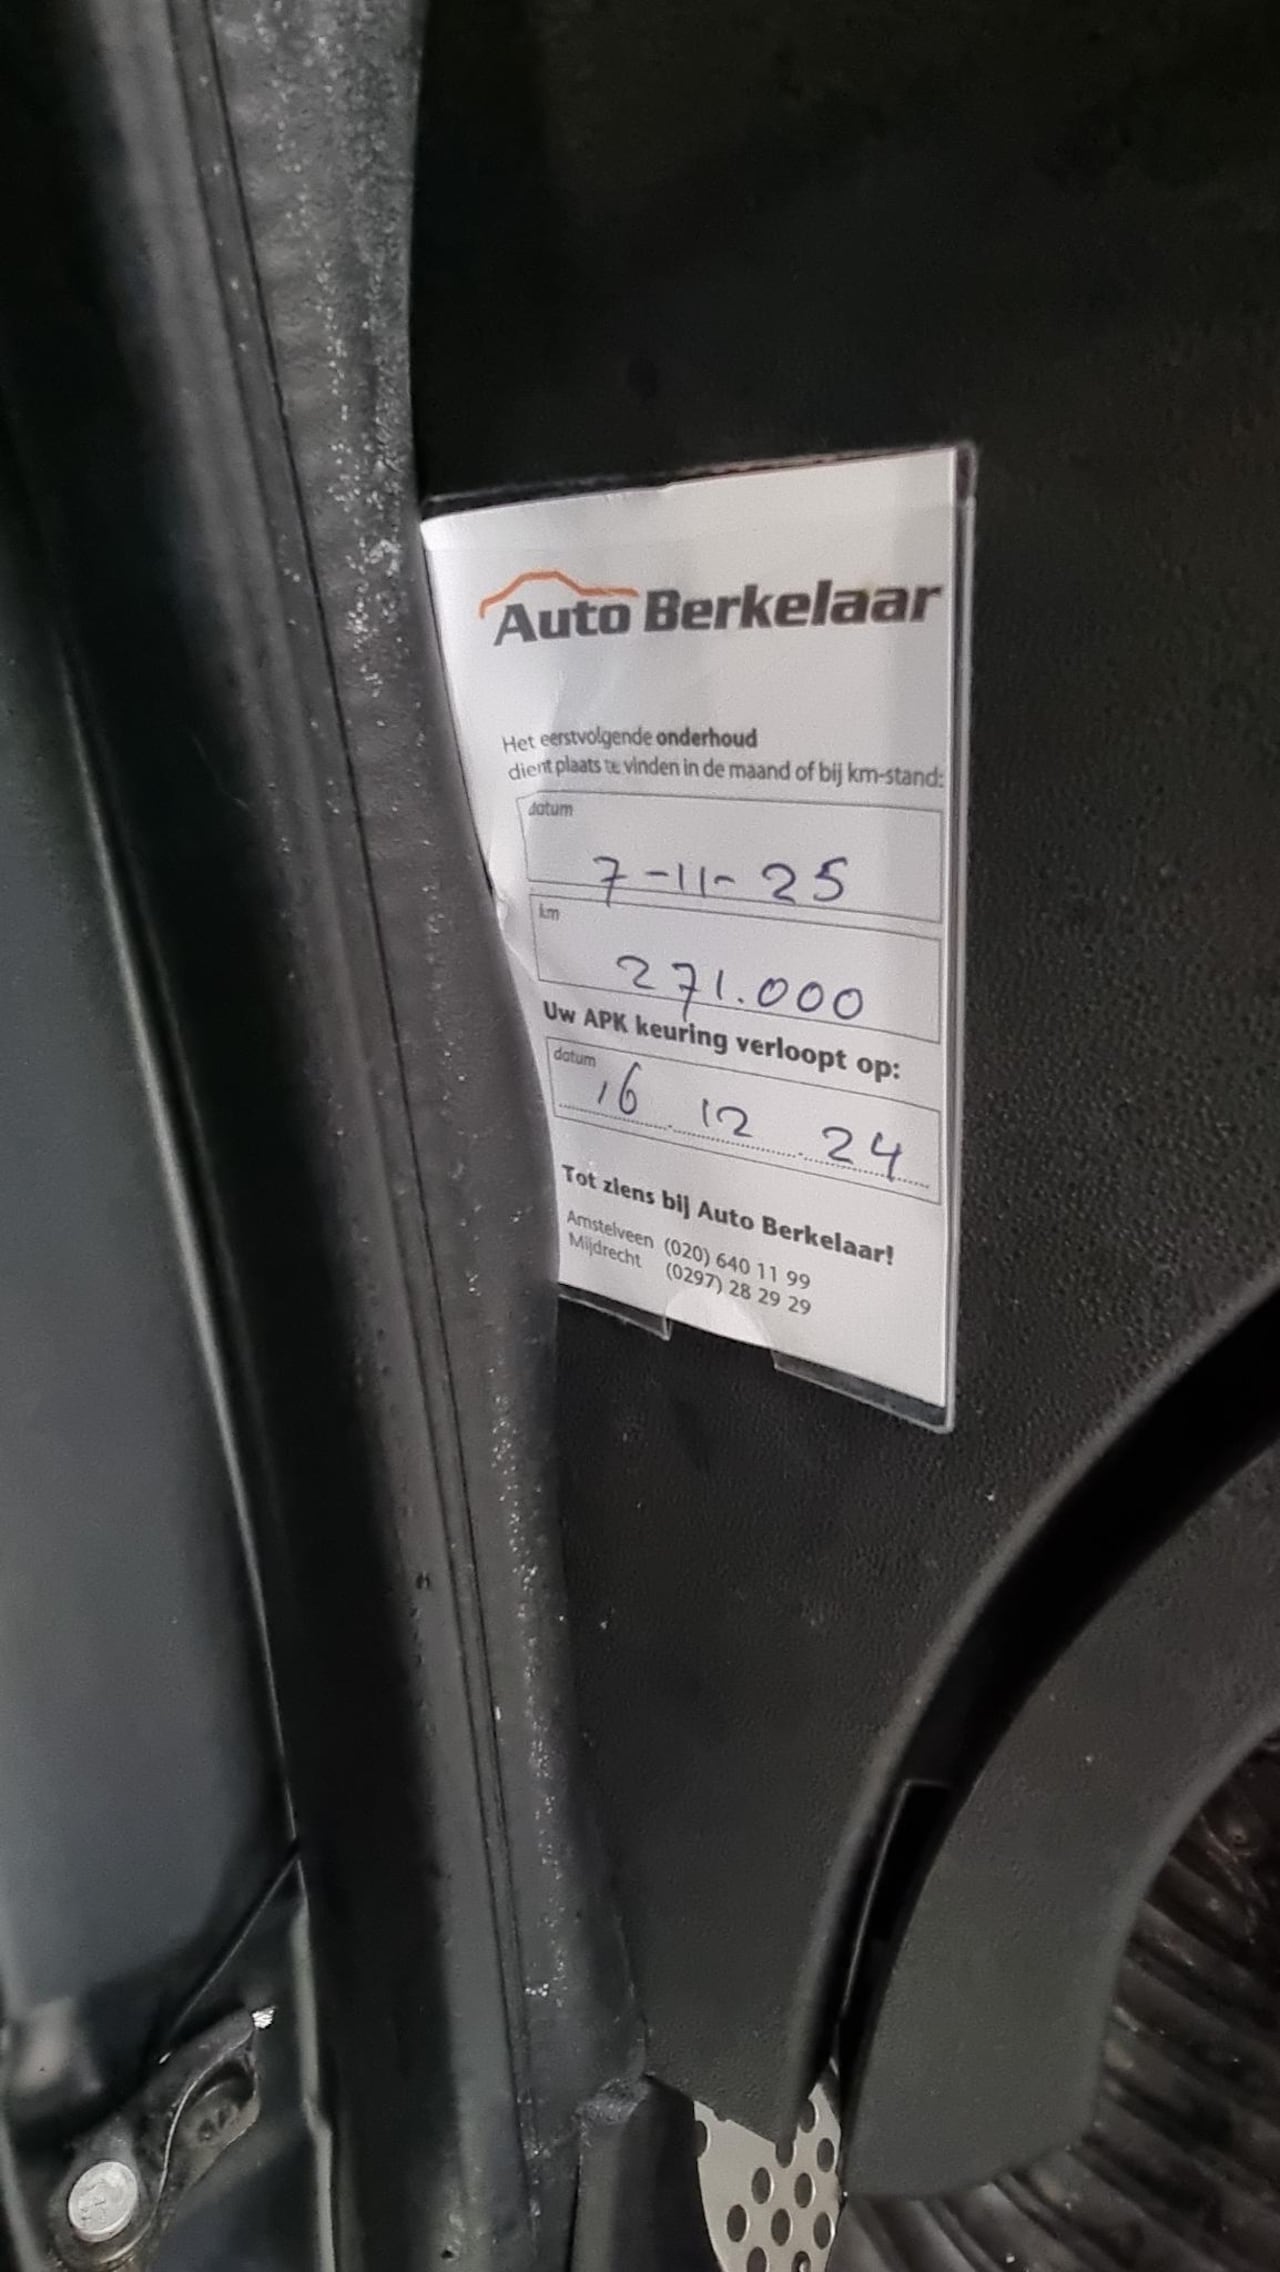 Auto Berkelaar
Het eerstvolgende onderhoud
dient plaats te vinden in de maand of bij km-stand:
datum
7-11-25
km
271.000
Uw APK keuring verloopt op:
datum
16 12 24
Tot ziens bij Auto Berkelaar!
Amstelveen (020) 640 11 99
Mijdrecht (0297) 28 29 29